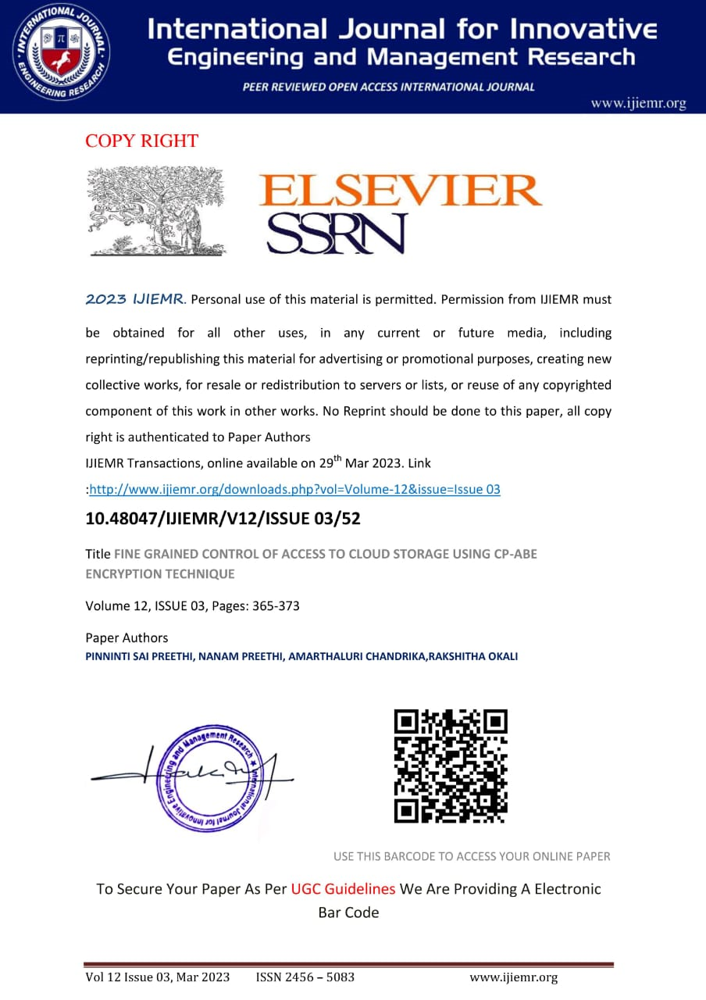 International Journal for Innovative
Engineering and Management Research
PEER REVIEWED OPEN ACCESS INTERNATIONAL JOURNAL
www.ijiemr.org
INTERNATIONAL JOURNAL
ENGINEERING RESEARCH
π
COPY RIGHT
ELSEVIER
SSRN
2023 IJIEMR. Personal use of this material is permitted. Permission from IJIEMR must
be obtained for all other uses, in any current or future media, including
reprinting/republishing this material for advertising or promotional purposes, creating new
collective works, for resale or redistribution to servers or lists, or reuse of any copyrighted
component of this work in other works. No Reprint should be done to this paper, all copy
right is authenticated to Paper Authors
IJIEMR Transactions, online available on 29th Mar 2023. Link
:http://www.ijiemr.org/downloads.php?vol=Volume-12&issue=Issue 03
10.48047/IJIEMR/V12/ISSUE 03/52
Title FINE GRAINED CONTROL OF ACCESS TO CLOUD STORAGE USING CP-ABE
ENCRYPTION TECHNIQUE
Volume 12, ISSUE 03, Pages: 365-373
Paper Authors
PINNINTI SAI PREETHI, NANAM PREETHI, AMARTHALURI CHANDRIKA,RAKSHITHA OKALI
International Journal for Innovative Engineering and Management Research
USE THIS BARCODE TO ACCESS YOUR ONLINE PAPER
To Secure Your Paper As Per UGC Guidelines We Are Providing A Electronic
Bar Code
Vol 12 Issue 03, Mar 2023 ISSN 2456 – 5083 www.ijiemr.org